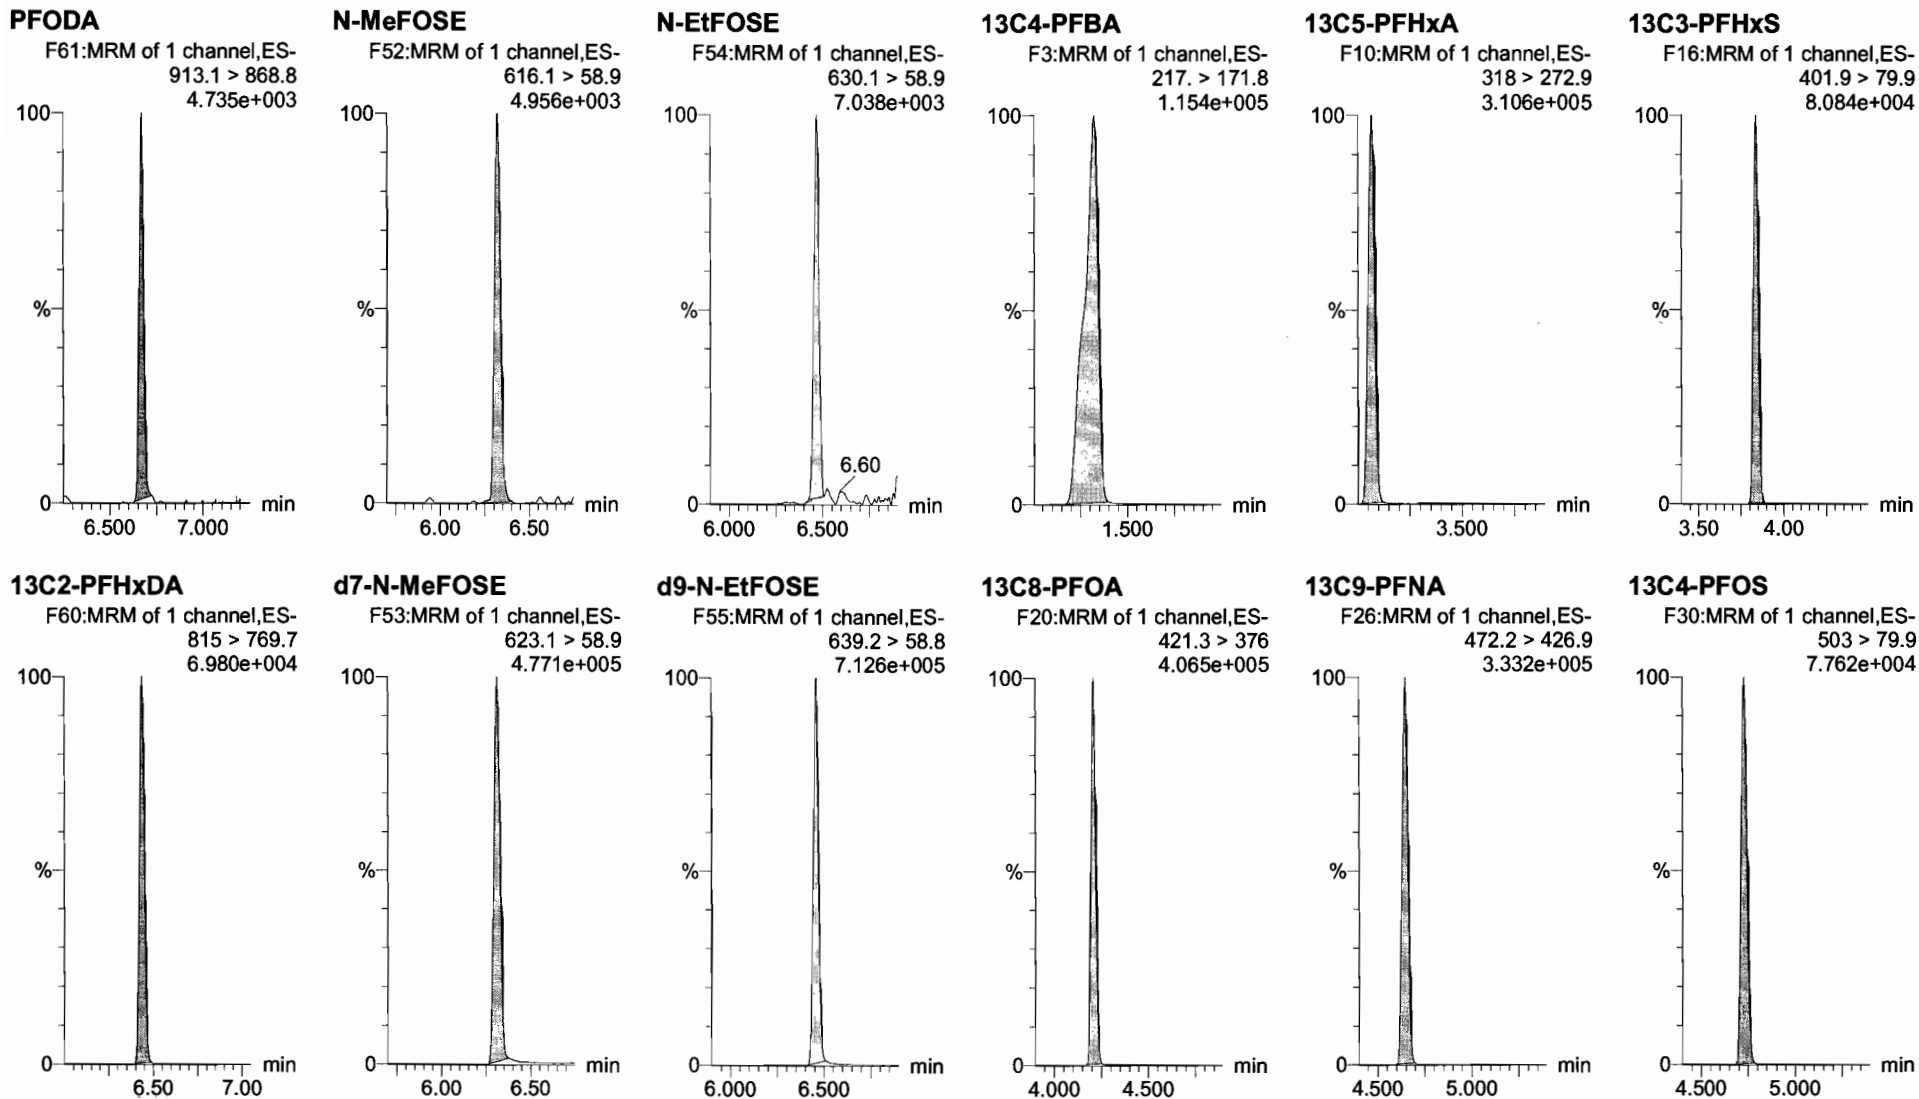 PFODA
F61:MRM of 1 channel,ES-
913.1 > 868.8
4.735e+003
100
%
0
6.500 7.000 min
N-MeFOSE
F52:MRM of 1 channel,ES-
616.1 > 58.9
4.956e+003
100
%
0
6.00 6.50 min
N-EtFOSE
F54:MRM of 1 channel,ES-
630.1 > 58.9
7.038e+003
100
%
6.60
0
6.000 6.500 min
13C4-PFBA
F3:MRM of 1 channel,ES-
217. > 171.8
1.154e+005
100
%
0
1.500 min
13C5-PFHxA
F10:MRM of 1 channel,ES-
318 > 272.9
3.106e+005
100
%
0
3.500 min
13C3-PFHxS
F16:MRM of 1 channel,ES-
401.9 > 79.9
8.084e+004
100
%
0
3.50 4.00 min
13C2-PFHxDA
F60:MRM of 1 channel,ES-
815 > 769.7
6.980e+004
100
%
0
6.50 7.00 min
d7-N-MeFOSE
F53:MRM of 1 channel,ES-
623.1 > 58.9
4.771e+005
100
%
0
6.00 6.50 min
d9-N-EtFOSE
F55:MRM of 1 channel,ES-
639.2 > 58.8
7.126e+005
100
%
0
6.000 6.500 min
13C8-PFOA
F20:MRM of 1 channel,ES-
421.3 > 376
4.065e+005
100
%
0
4.000 4.500 min
13C9-PFNA
F26:MRM of 1 channel,ES-
472.2 > 426.9
3.332e+005
100
%
0
4.500 5.000 min
13C4-PFOS
F30:MRM of 1 channel,ES-
503 > 79.9
7.762e+004
100
%
0
4.500 5.000 min